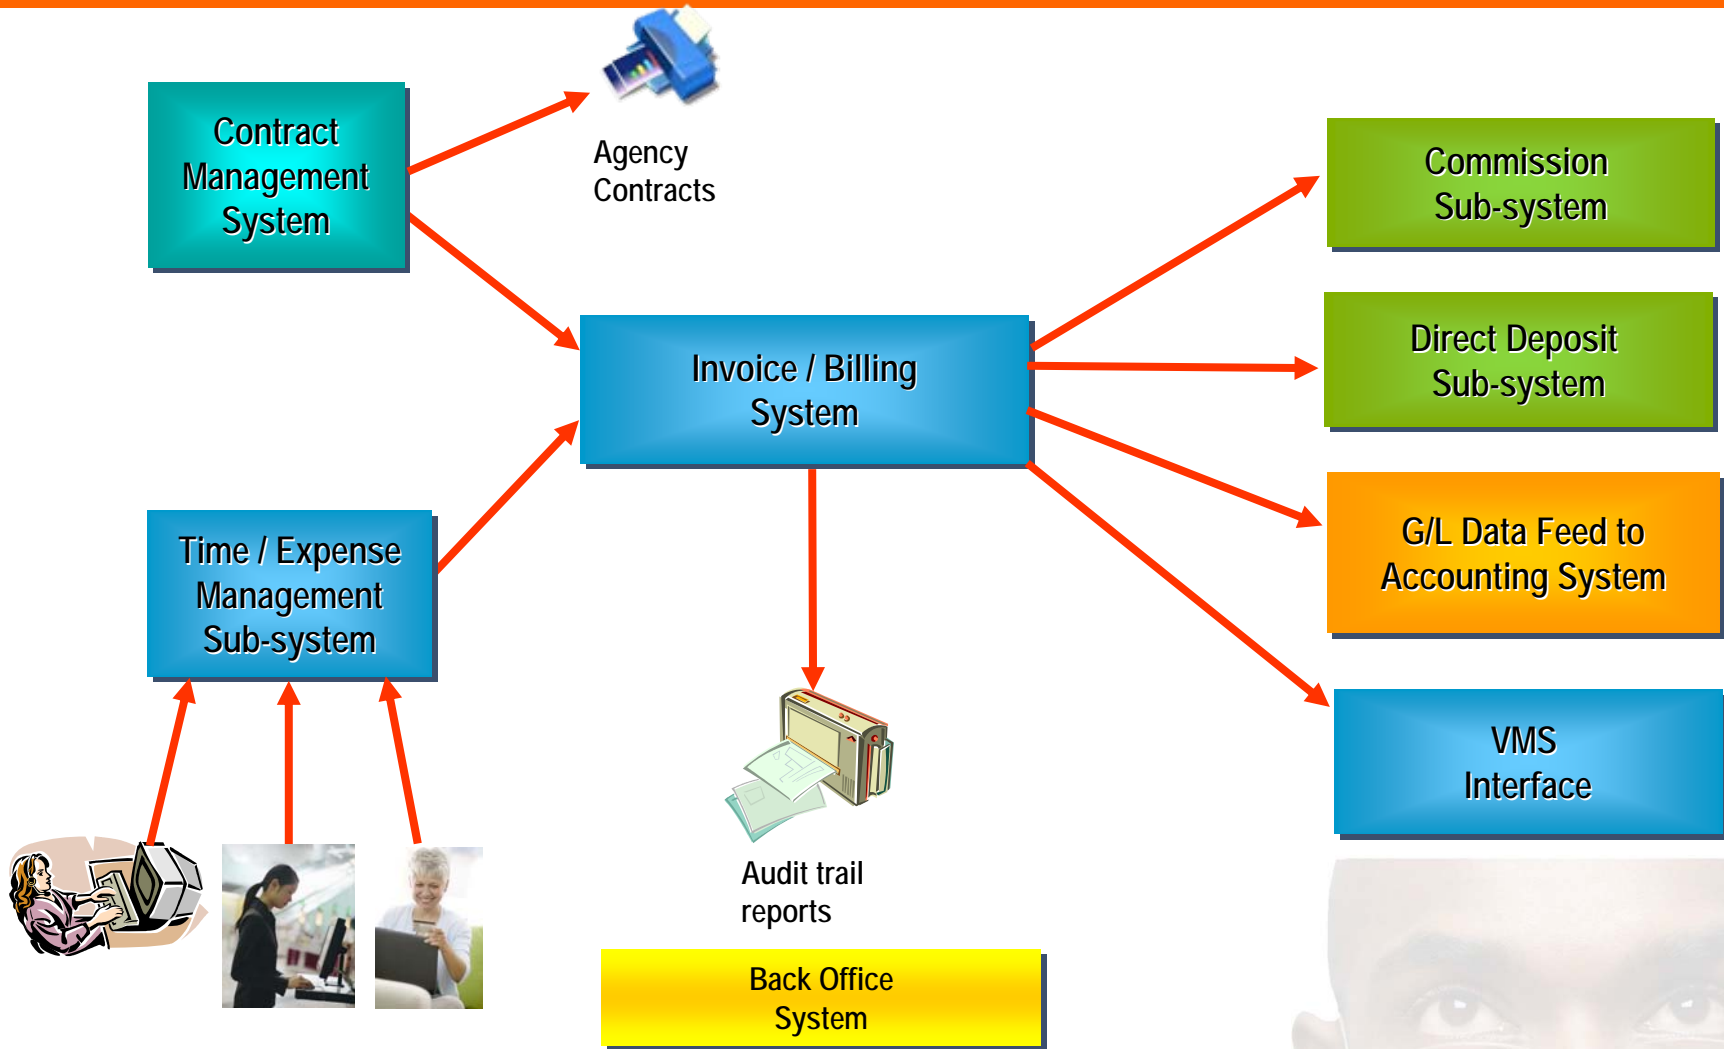 Contract
Management
System
Agency
Contracts
Commission
Sub-system
Direct Deposit
Sub-system
Invoice / Billing
System
G/L Data Feed to
Accounting System
Time / Expense
Management
Sub-system
VMS
Interface
Audit trail
reports
Back Office
System